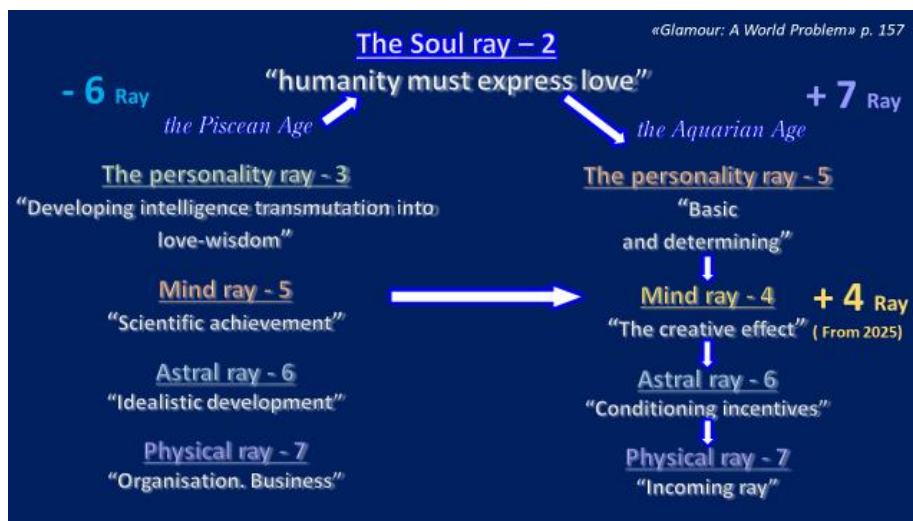 «Glamour: A World Problem» p. 157
The Soul ray – 2
“humanity must express love”
- 6 Ray
+ 7 Ray
the Piscean Age
the Aquarian Age
The personality ray - 3
“Developing intelligence transmutation into
love-wisdom”
Mind ray - 5
“Scientific achievement”
Astral ray - 6
“Idealistic development”
Physical ray - 7
“Organisation. Business”
The personality ray - 5
“Basic
and determining”
Mind ray - 4
“The creative effect”
+ 4 Ray
( From 2025)
Astral ray - 6
“Conditioning incentives”
Physical ray - 7
“Incoming ray”